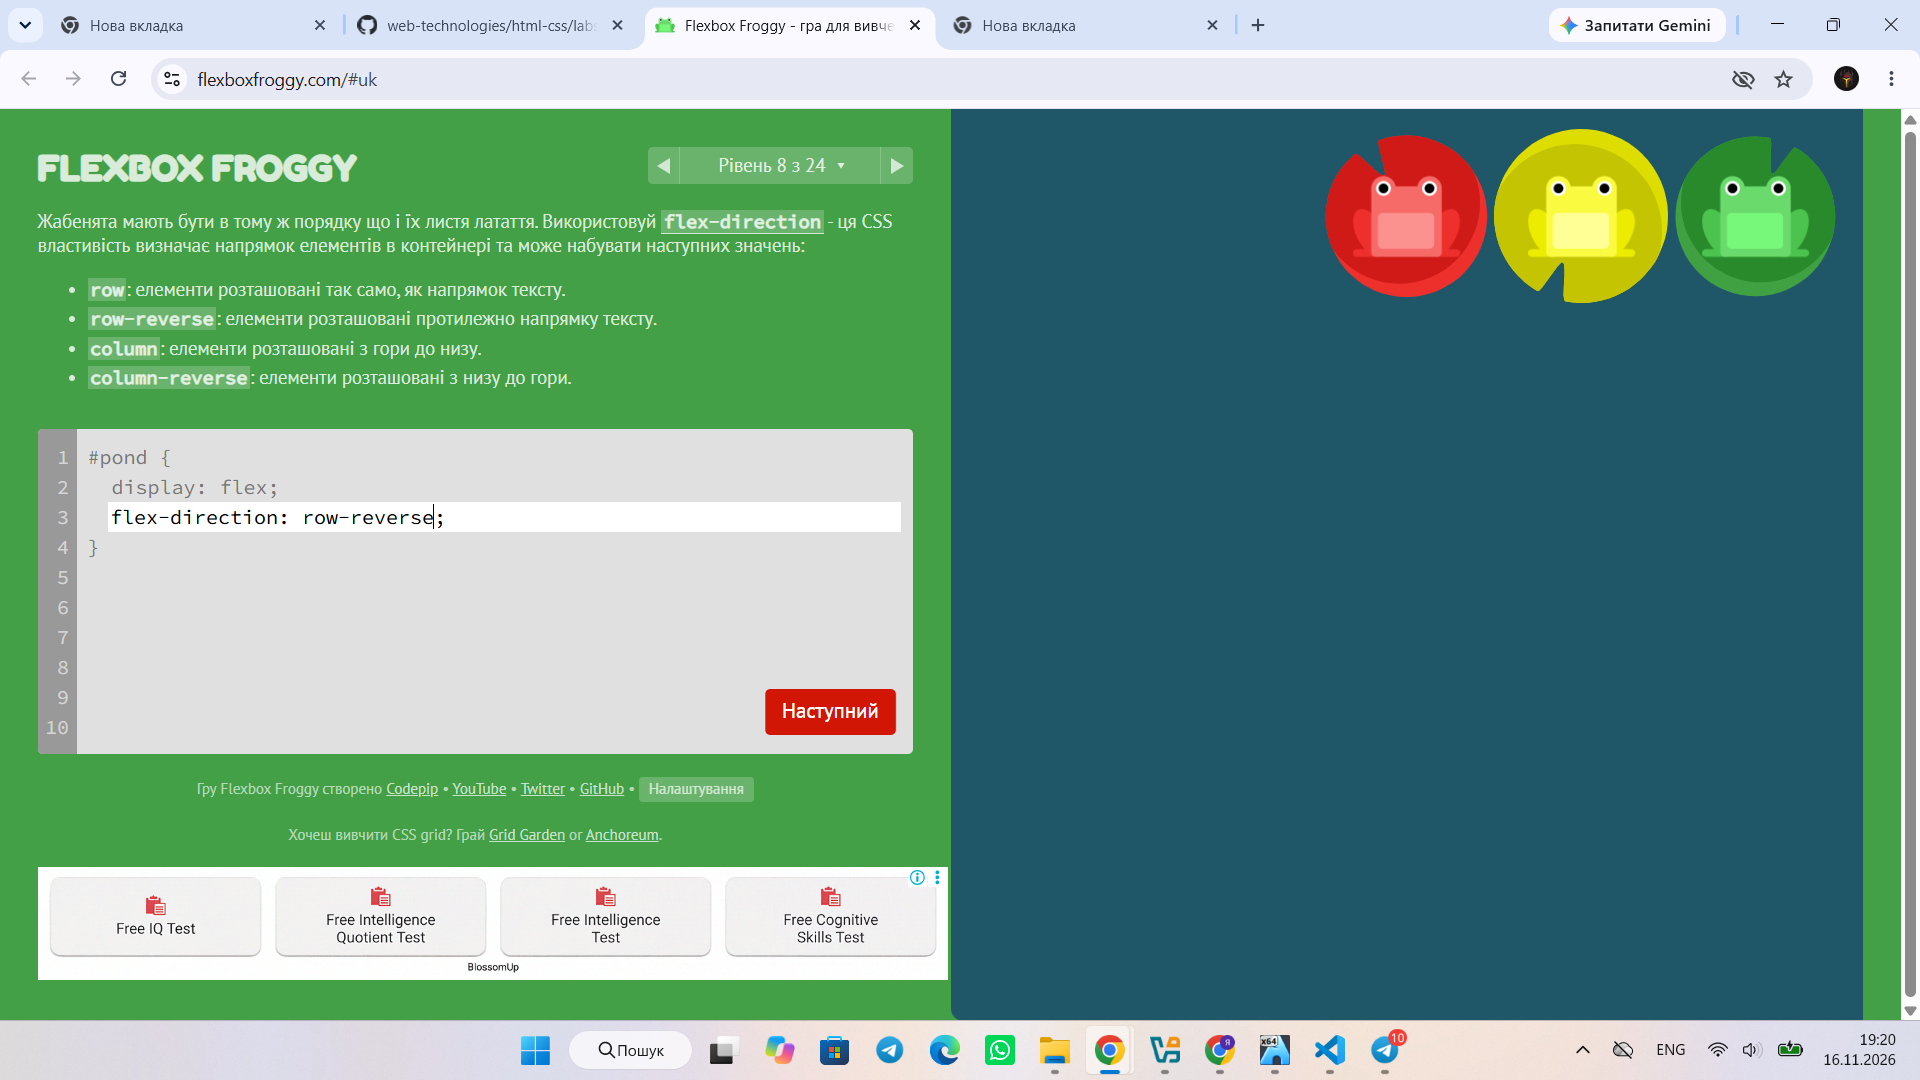 Нова вкладка
web-technologies/html-css/lab
Flexbox Froggy - гра для вивче
Нова вкладка
Запитати Gemini
flexboxfroggy.com/#uk
FLEXBOX FROGGY
Рівень 8 з 24
Жабенята мають бути в тому ж порядку що і їх листя латаття. Використовуй flex-direction - ця CSS
властивість визначає напрямок елементів в контейнері та може набувати наступних значень:
• row: елементи розташовані так само, як напрямок тексту.
• row-reverse: елементи розташовані протилежно напрямку тексту.
• column: елементи розташовані з гори до низу.
• column-reverse: елементи розташовані з низу до гори.
1 #pond {
2 display: flex;
3 flex-direction: row-reverse;
4 }
5
6
7
8
9
10
Наступний
Гру Flexbox Froggy створено Codepip • YouTube • Twitter • GitHub • Налаштування
Хочеш вивчити CSS grid? Грай Grid Garden or Anchoreum.
Free IQ Test
Free Intelligence
Quotient Test
Free Intelligence
Test
Free Cognitive
Skills Test
BlossomUp
Пошук
x64
Я
10
ENG
19:20
16.11.2026